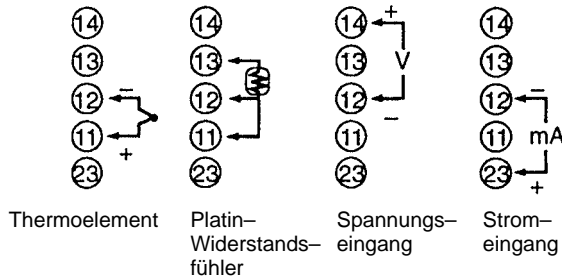 14 14 14 + 14
13 13 13 V 13
12 − 12 12 − 12 −
11 + 11 11 11 mA
23 23 23 23 +
Thermoelement Platin– Spannungs– Strom–
Widerstands– eingang eingang
fühler